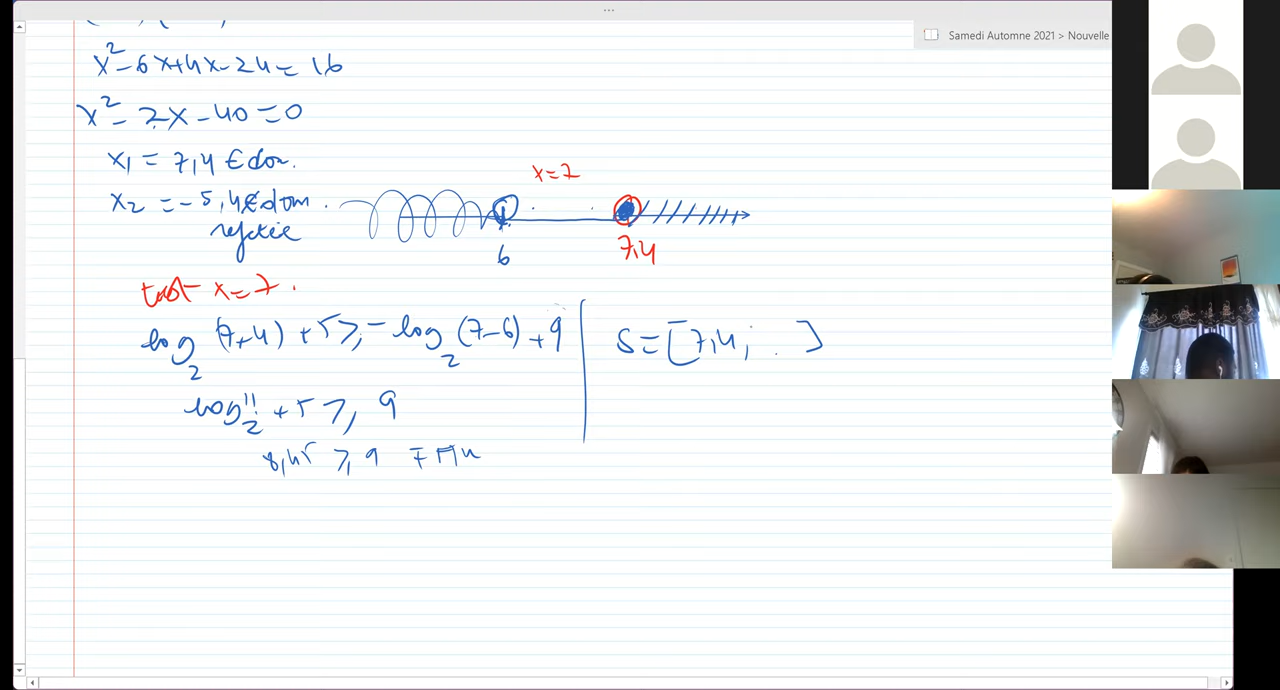 Samedi Automne 2021 > Nouvelle
x² - 6x + 4x - 24 = 16
x² - 2x - 40 = 0
x₁ = 7,4 ∈ dom.
x₂ = -5,4 ∉ dom.
rejetée
x=7
6
7,4
test x=7.
log₂(7+4) + 5 ≥ -log₂(7-6) + 9
S = [7,4; ]
log₂11 + 5 ≥ 9
8,45 ≥ 9 Faux